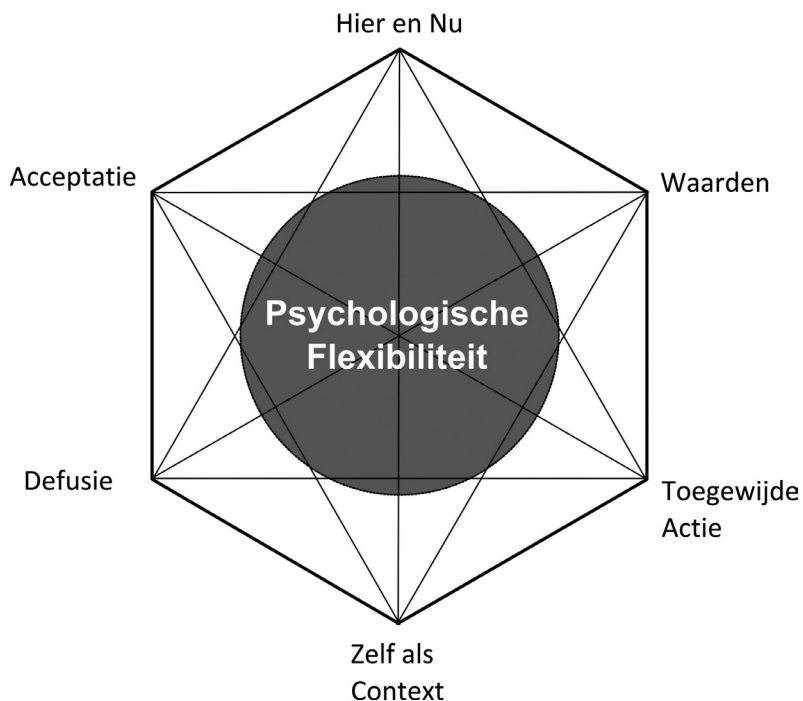 Hier en Nu
Acceptatie
Waarden
Psychologische
Flexibiliteit
Defusie
Toegewijde
Actie
Zelf als
Context